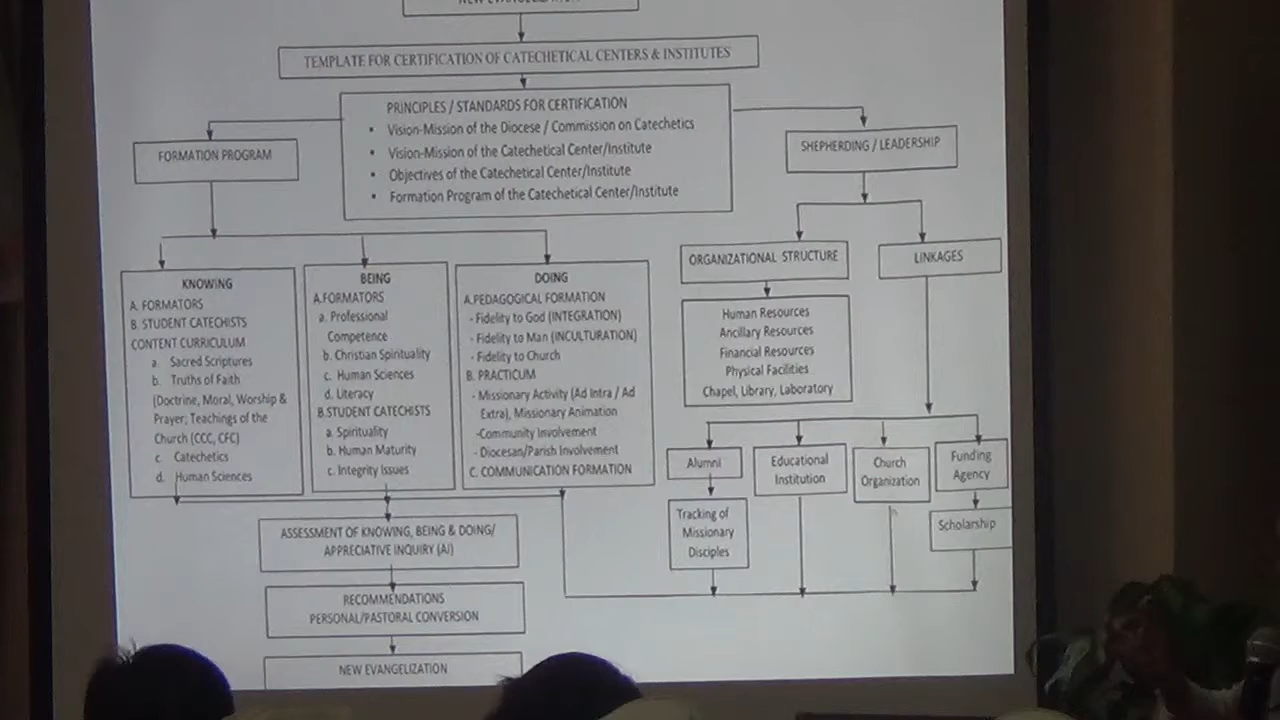 NEW EVANGELIZATION
TEMPLATE FOR CERTIFICATION OF CATECHETICAL CENTERS & INSTITUTES
PRINCIPLES / STANDARDS FOR CERTIFICATION
• Vision-Mission of the Diocese / Commission on Catechetics
• Vision-Mission of the Catechetical Center/Institute
• Objectives of the Catechetical Center/Institute
• Formation Program of the Catechetical Center/Institute
FORMATION PROGRAM
SHEPHERDING / LEADERSHIP
KNOWING
A. FORMATORS
B. STUDENT CATECHISTS
CONTENT CURRICULUM
a. Sacred Scriptures
b. Truths of Faith
(Doctrine, Moral, Worship &
Prayer; Teachings of the
Church (CCC, CFC)
c. Catechetics
d. Human Sciences
BEING
A.FORMATORS
a. Professional
Competence
b. Christian Spirituality
c. Human Sciences
d. Literacy
B.STUDENT CATECHISTS
a. Spirituality
b. Human Maturity
c. Integrity Issues
DOING
A.PEDAGOGICAL FORMATION
- Fidelity to God (INTEGRATION)
- Fidelity to Man (INCULTURATION)
- Fidelity to Church
B. PRACTICUM
- Missionary Activity (Ad Intra / Ad
Extra), Missionary Animation
-Community Involvement
- Diocesan/Parish Involvement
C. COMMUNICATION FORMATION
ORGANIZATIONAL STRUCTURE
Human Resources
Ancillary Resources
Financial Resources
Physical Facilities
Chapel, Library, Laboratory
LINKAGES
Alumni
Educational
Institution
Church
Organization
Funding
Agency
Tracking of
Missionary
Disciples
Scholarship
ASSESSMENT OF KNOWING, BEING & DOING/
APPRECIATIVE INQUIRY (AI)
RECOMMENDATIONS
PERSONAL/PASTORAL CONVERSION
NEW EVANGELIZATION